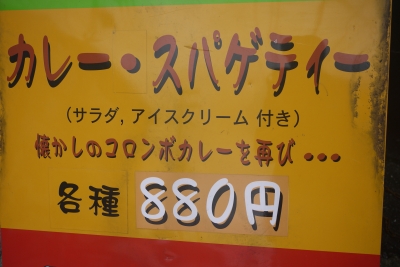 カレー・スパゲティー
(サラダ, アイスクリーム 付き)
懐かしのコロンボカレーを再び・・・
各種 880円